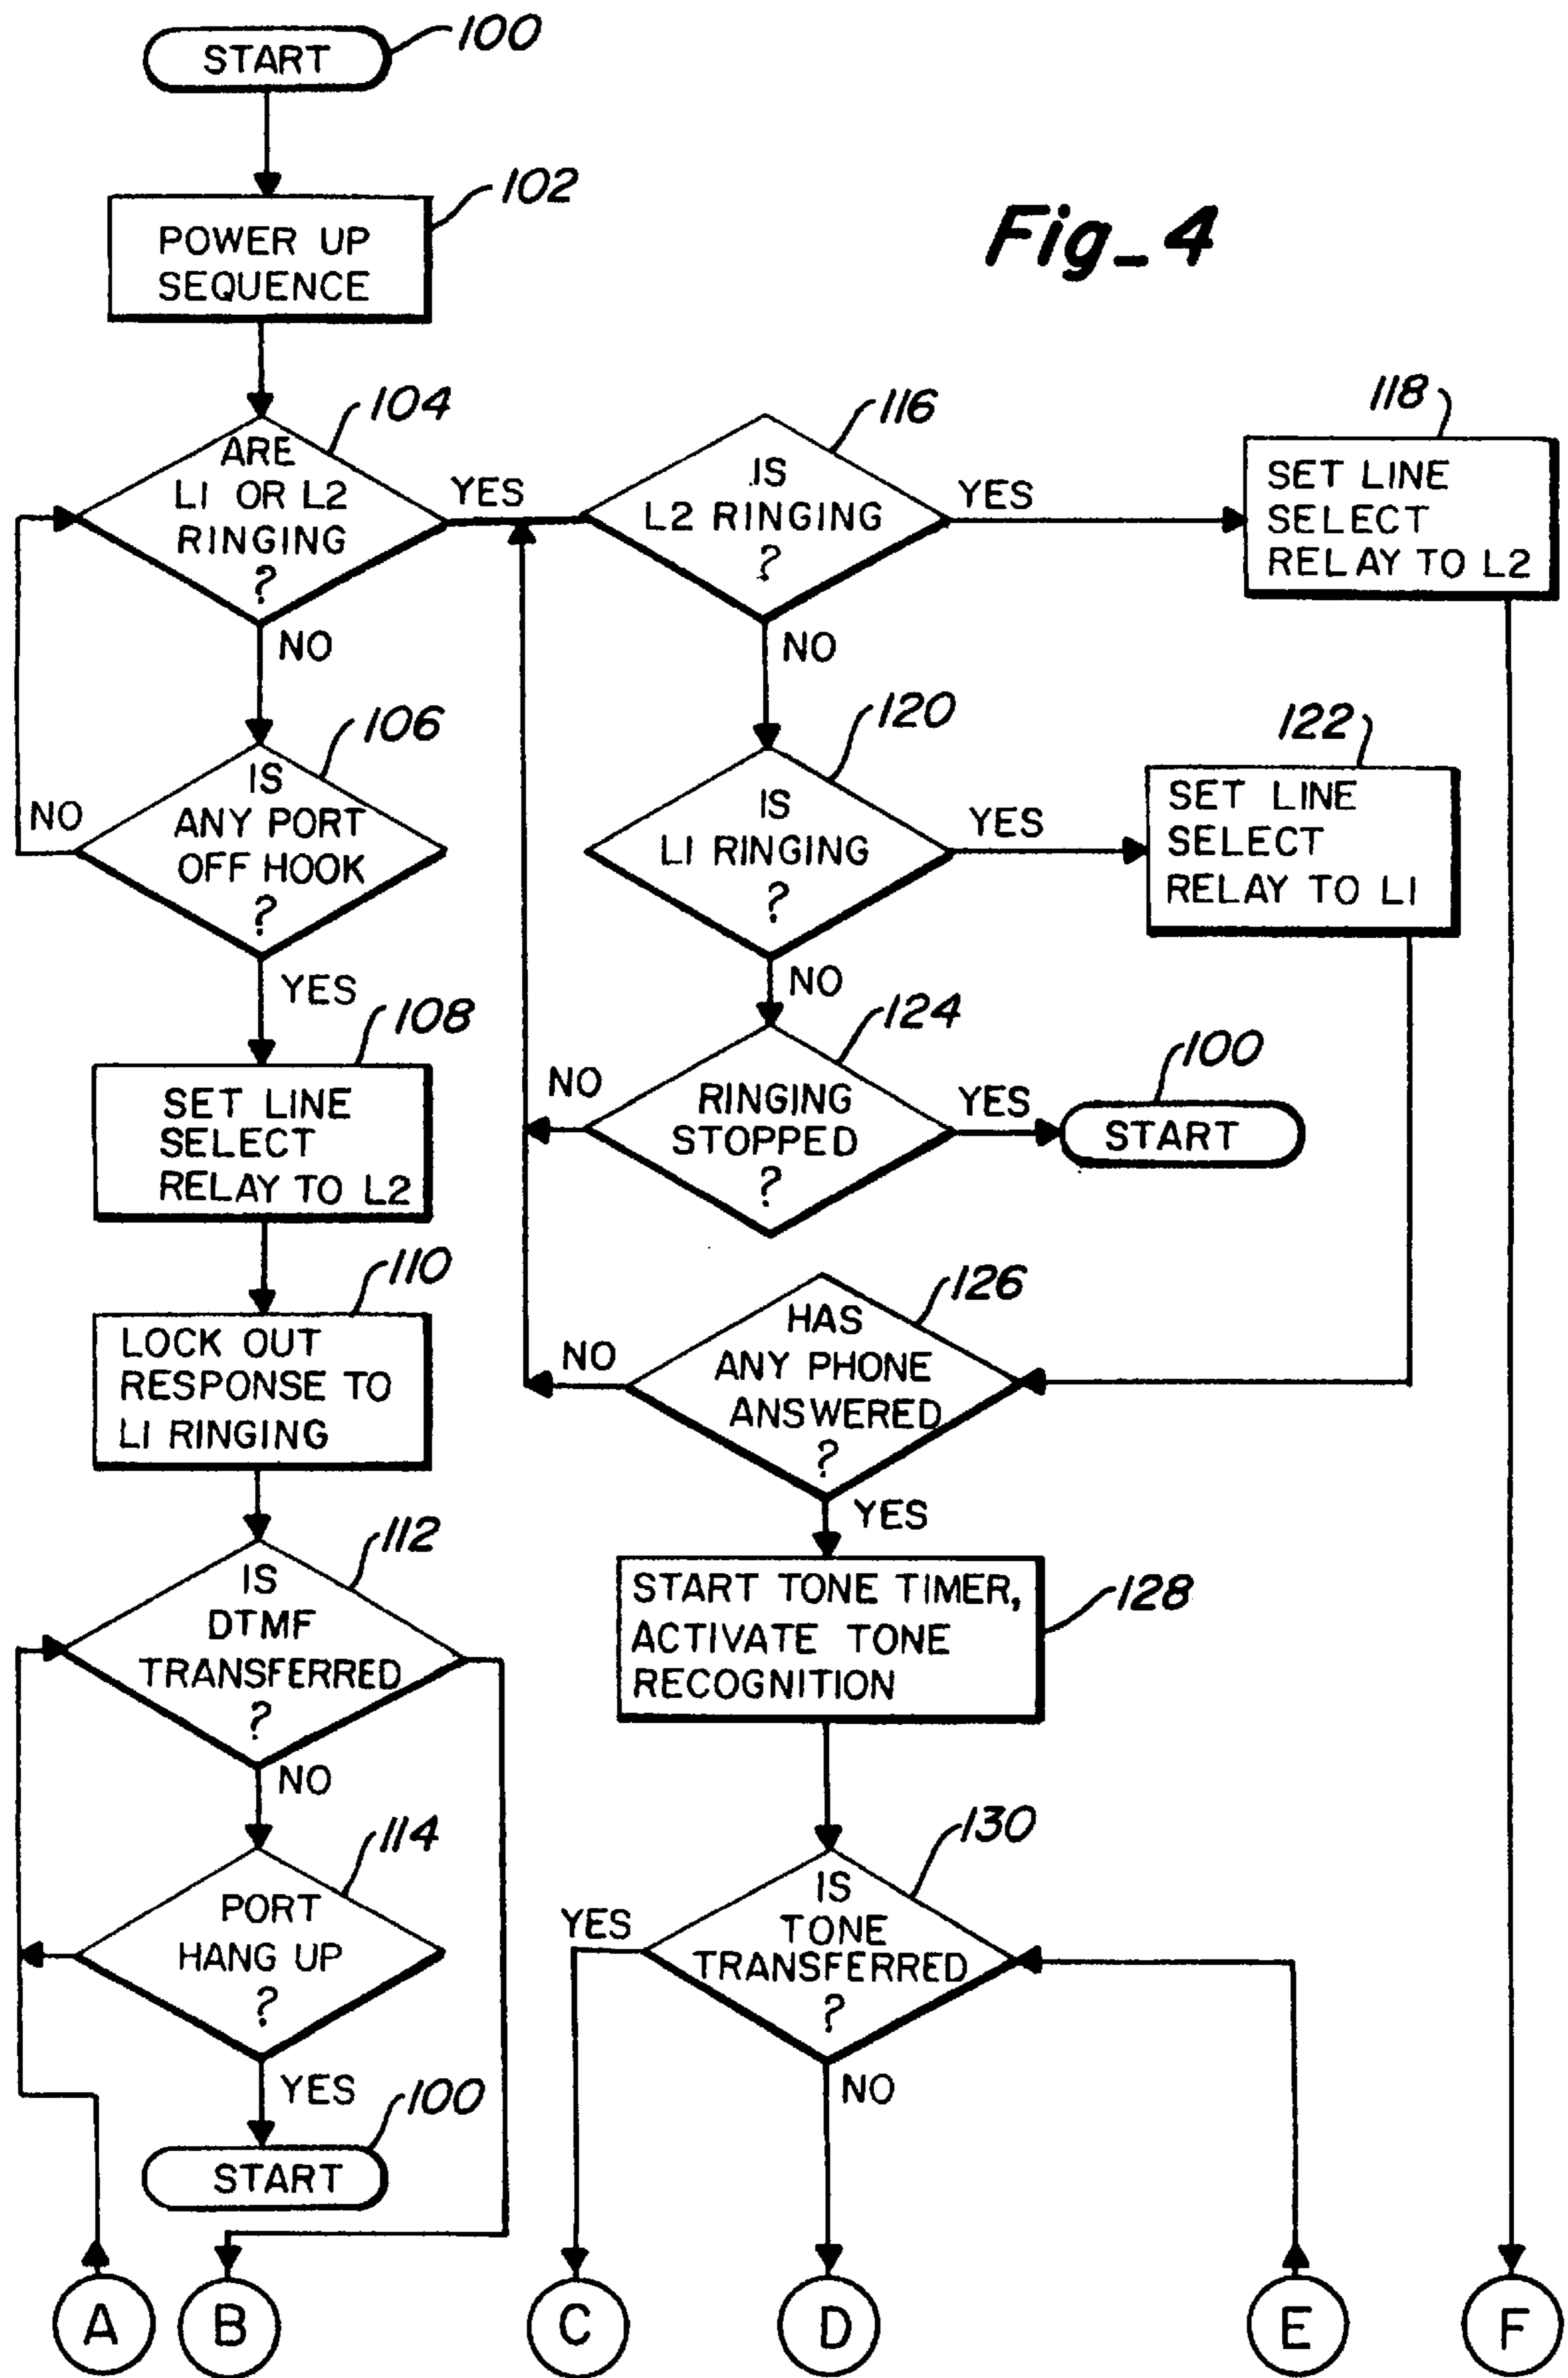 START
100
102
POWER UP
SEQUENCE
Fig_4
104
ARE
L1 OR L2
RINGING
?
YES
NO
116
IS
L2 RINGING
?
YES
NO
118
SET LINE
SELECT
RELAY TO L2
106
IS
ANY PORT
OFF HOOK
?
NO
YES
120
IS
L1 RINGING
?
YES
NO
122
SET LINE
SELECT
RELAY TO L1
108
SET LINE
SELECT
RELAY TO L2
124
RINGING
STOPPED
?
NO
YES
100
START
110
LOCK OUT
RESPONSE TO
L1 RINGING
126
HAS
ANY PHONE
ANSWERED
?
NO
YES
112
IS
DTMF
TRANSFERRED
?
NO
START TONE TIMER,
ACTIVATE TONE
RECOGNITION
128
114
PORT
HANG UP
?
YES
100
START
130
IS
TONE
TRANSFERRED
?
YES
NO
A
B
C
D
E
F